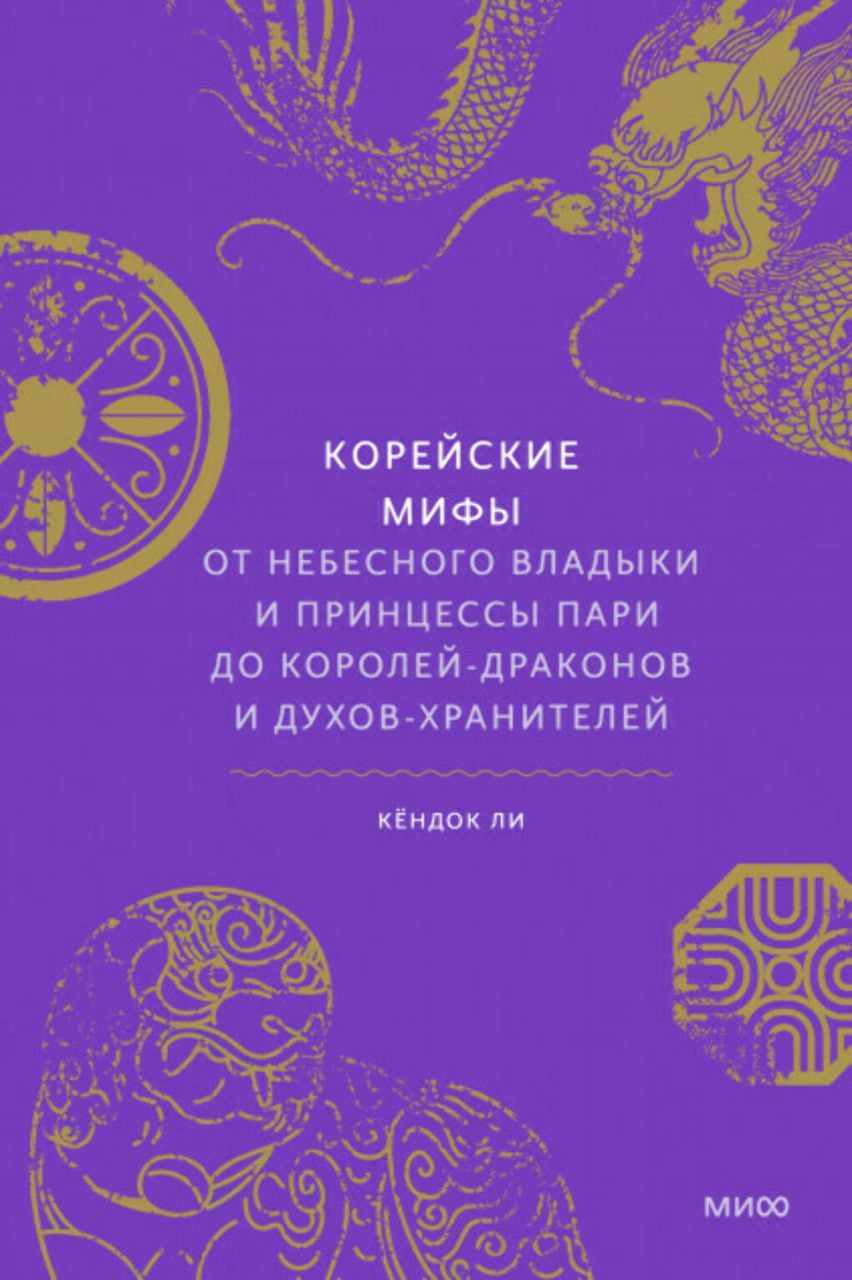 КОРЕЙСКИЕ
МИФЫ
ОТ НЕБЕСНОГО ВЛАДЫКИ
И ПРИНЦЕССЫ ПАРИ
ДО КОРОЛЕЙ-ДРАКОНОВ
И ДУХОВ-ХРАНИТЕЛЕЙ
КЁНДОК ЛИ
МИФ